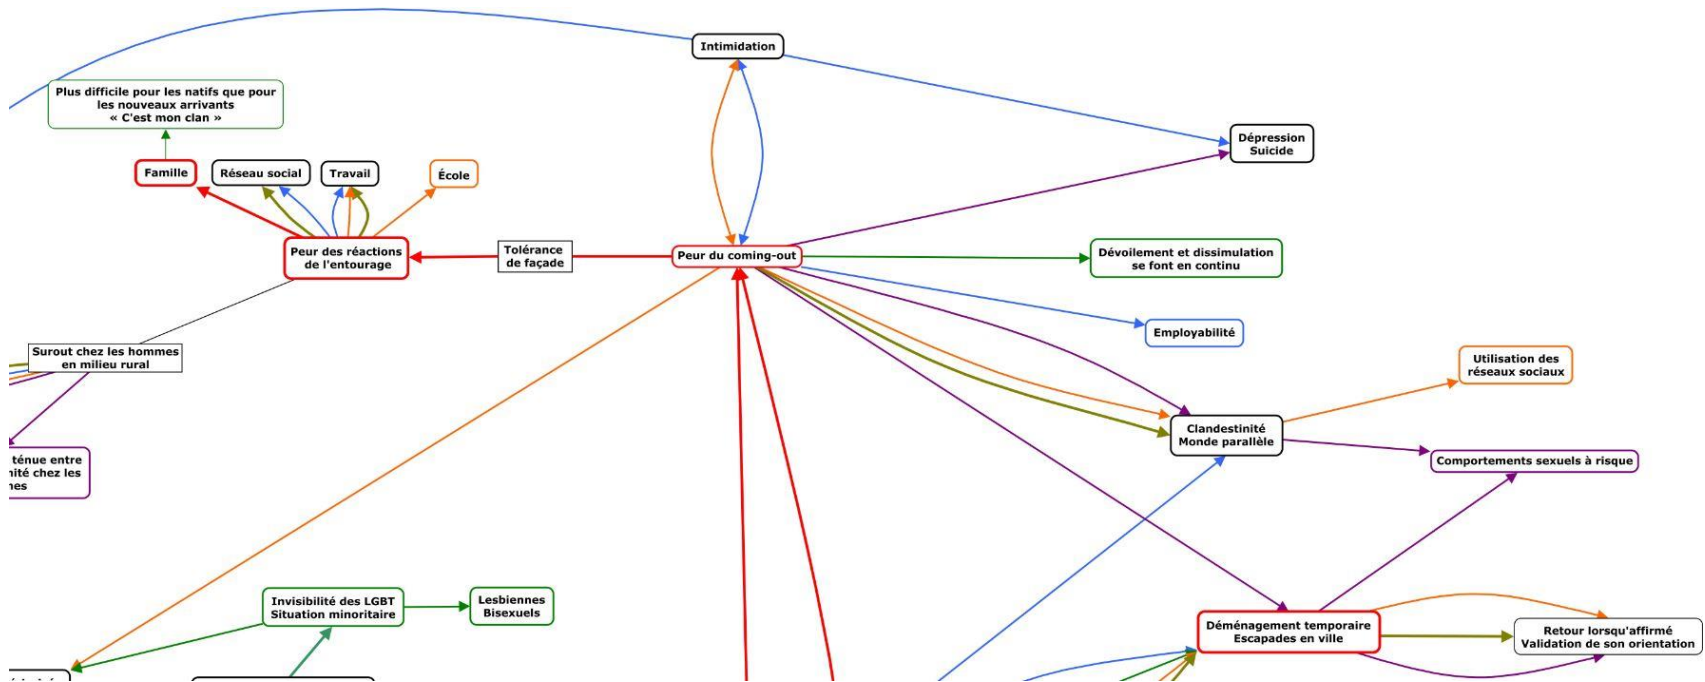 Intimidation
Plus difficile pour les natifs que pour
les nouveaux arrivants
« C'est mon clan »
Dépression
Suicide
Famille
Réseau social
Travail
École
Peur des réactions
de l'entourage
Tolérance
de façade
Peur du coming-out
Dévoilement et dissimulation
se font en continu
Employabilité
Surout chez les hommes
en milieu rural
Utilisation des
réseaux sociaux
Clandestinité
Monde parallèle
ténue entre
chez les
Comportements sexuels à risque
Invisibilité des LGBT
Situation minoritaire
Lesbiennes
Bisexuels
Déménagement temporaire
Escapades en ville
Retour lorsqu'affirmé
Validation de son orientation